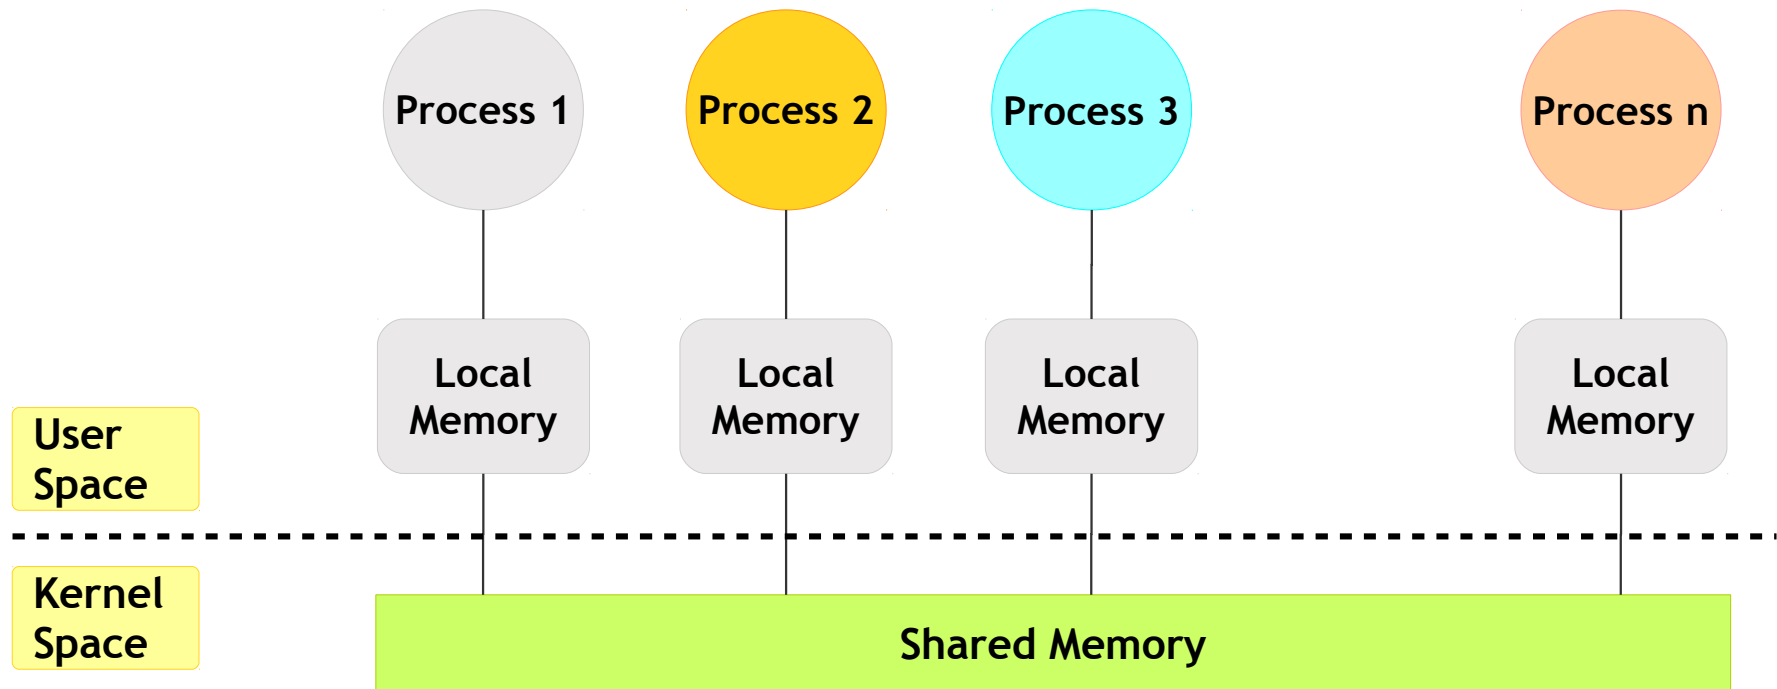 Process 1
Process 2
Process 3
Process n
Local
Memory
Local
Memory
Local
Memory
Local
Memory
User
Space
Kernel
Space
Shared Memory